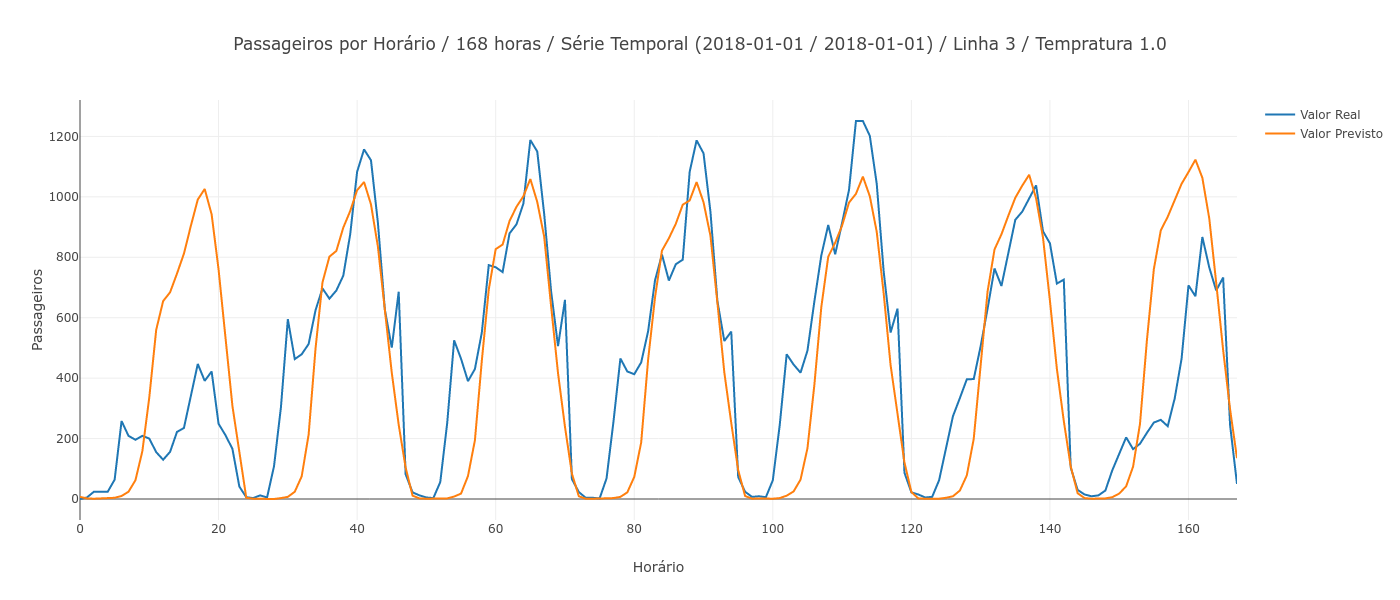 Passageiros por Horário / 168 horas / Série Temporal (2018-01-01 / 2018-01-01) / Linha 3 / Tempratura 1.0
Valor Real
Valor Previsto
Passageiros
1200
1000
800
600
400
200
0
0 20 40 60 80 100 120 140 160
Horário